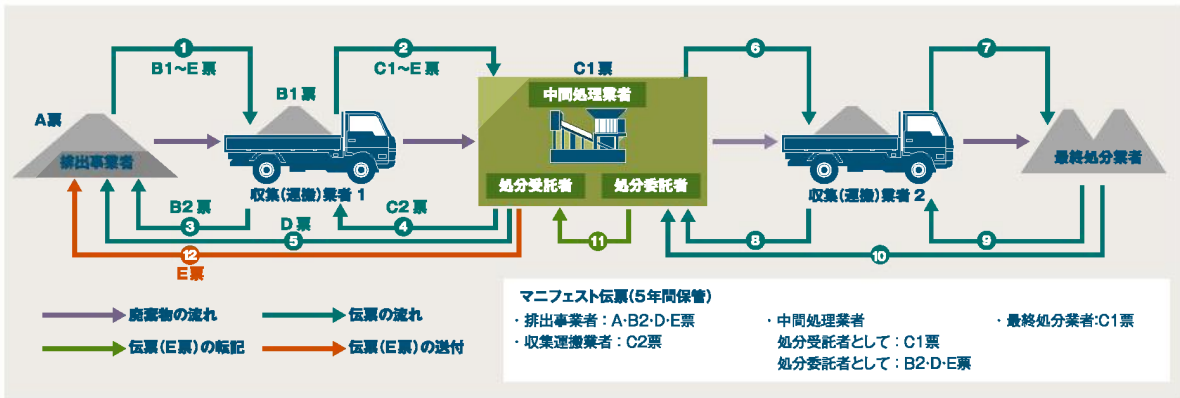 ① ② ⑥ ⑦
B1～E 票 C1～E 票 C1票
中間処理業者
B1票
A票
排出事業者 収集(運搬)業者 1 処分受託者 処分委託者 収集(運搬)業者 2 最終処分業者
B2票 C2票
③ D 票 ④
⑤ ⑪ ⑧ ⑨
⑫ ⑩
E票
廃棄物の流れ 伝票の流れ
伝票(E票)の転記 伝票(E票)の送付
マニフェスト伝票(5年間保管)
・排出事業者：A･B2･D･E票 ・中間処理業者 ・最終処分業者:C1票
・収集運搬業者：C2票 処分受託者として：C1票
処分委託者として：B2･D･E票